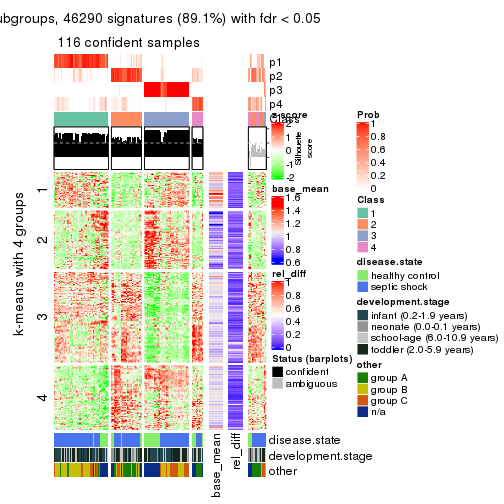 ubgroups, 46290 signatures (89.1%) with fdr < 0.05
116 confident samples
p1
p2
p3
p4
Class
Silhouette
score
z-score
2
1
0
-1
-2
base_mean
1.6
1.4
1.2
1
0.8
0.6
rel_diff
1
0.8
0.6
0.4
0.2
0
Status (barplots)
confident
ambiguous
Prob
1
0.8
0.6
0.4
0.2
0
Class
1
2
3
4
disease.state
healthy control
septic shock
development.stage
infant (0.2-1.9 years)
neonate (0.0-0.1 years)
school-age (6.0-10.9 years)
toddler (2.0-5.9 years)
other
group A
group B
group C
n/a
k-means with 4 groups
1
2
3
4
base_mean
rel_diff
disease.state
development.stage
other